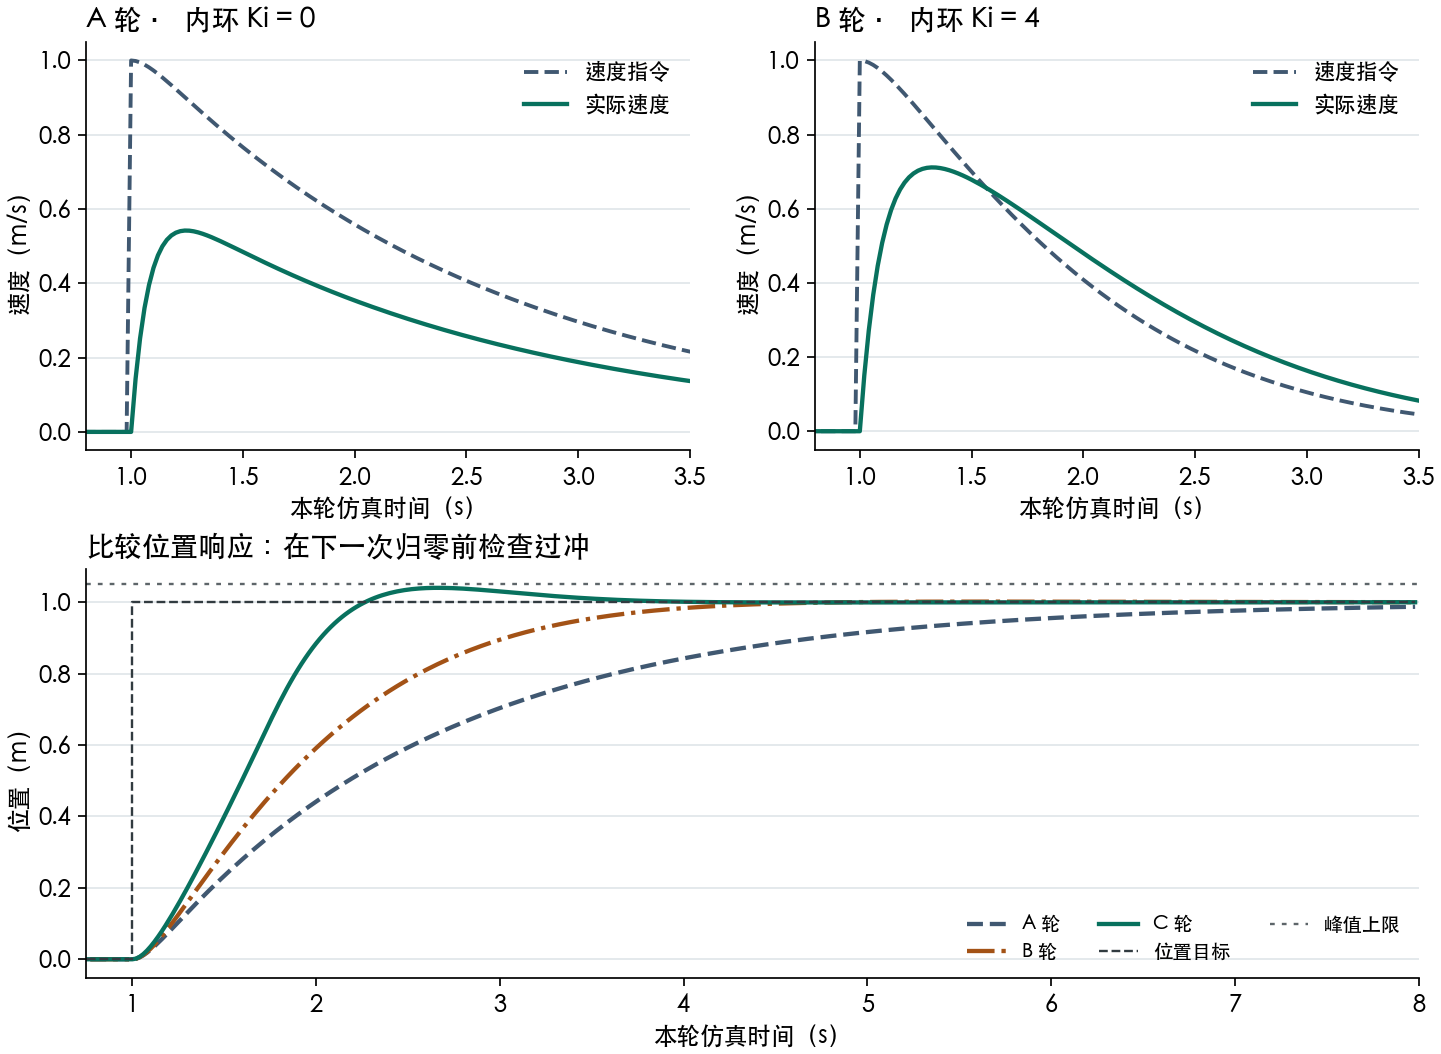 A 轮 · 内环 Ki = 0
1.0
0.8
0.6
0.4
0.2
0.0
速度（m/s）
速度指令
实际速度
1.0 1.5 2.0 2.5 3.0 3.5
本轮仿真时间（s）
B 轮 · 内环 Ki = 4
1.0
0.8
0.6
0.4
0.2
0.0
速度（m/s）
速度指令
实际速度
1.0 1.5 2.0 2.5 3.0 3.5
本轮仿真时间（s）
比较位置响应：在下一次归零前检查过冲
1.0
0.8
0.6
0.4
0.2
0.0
位置（m）
A 轮 C 轮 峰值上限
B 轮 位置目标
1 2 3 4 5 6 7 8
本轮仿真时间（s）